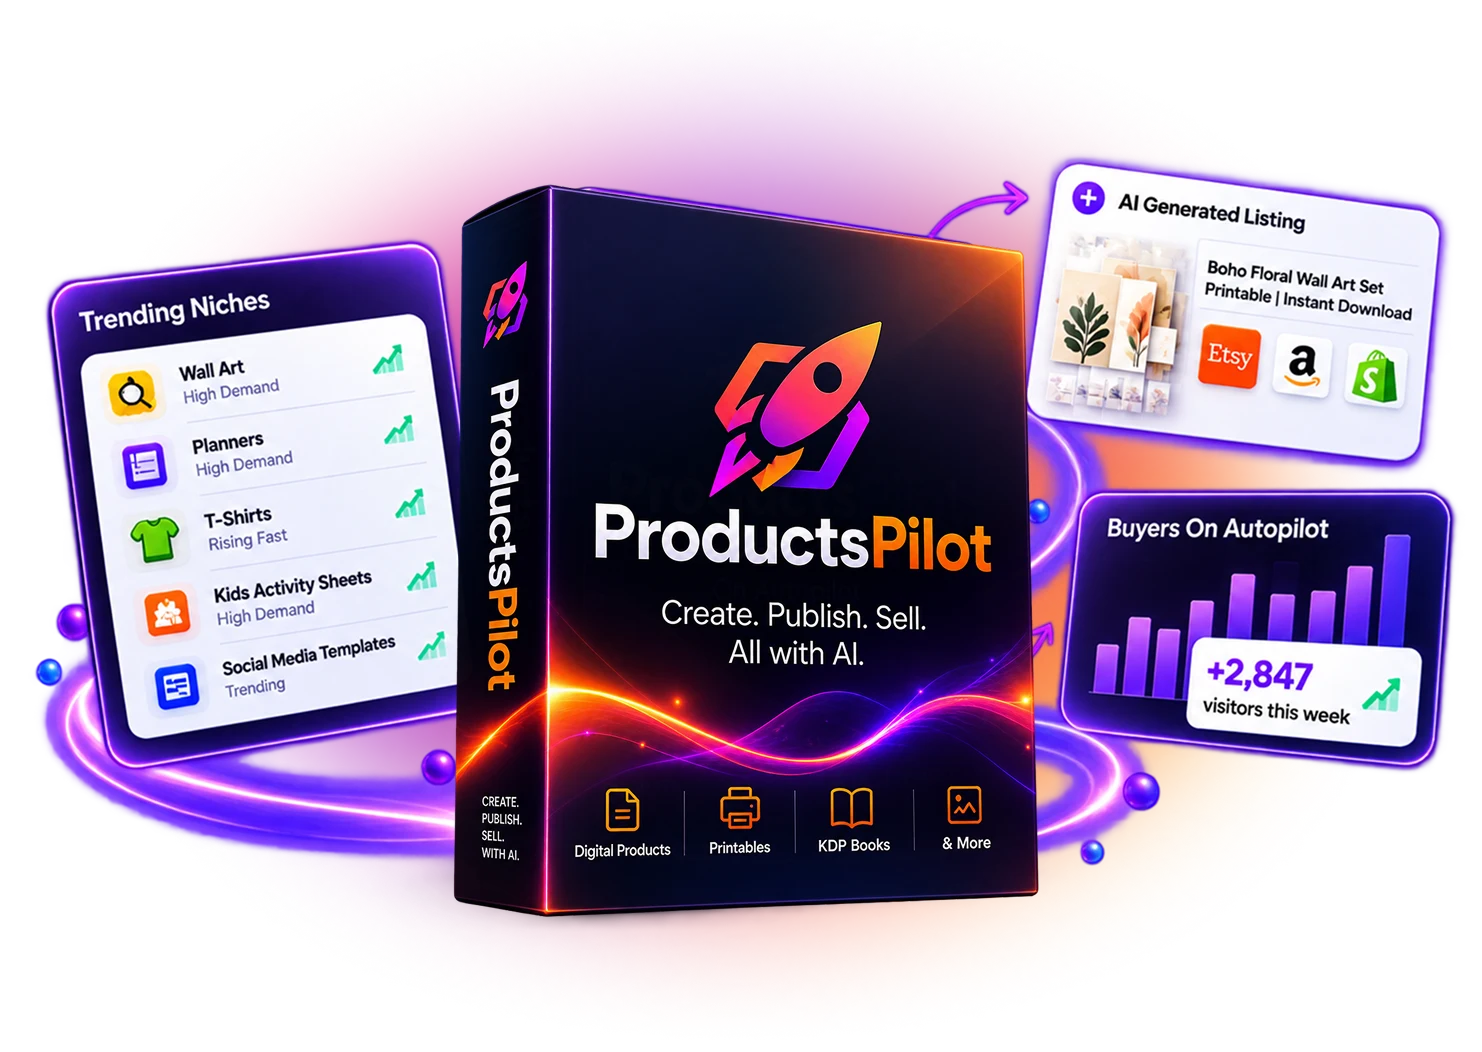 Trending Niches
Wall Art
High Demand
Planners
High Demand
T-Shirts
Rising Fast
Kids Activity Sheets
High Demand
Social Media Templates
Trending
ProductsPilot
CREATE.
PUBLISH.
SELL.
WITH AI.
ProductsPilot
Create. Publish. Sell.
All with AI.
Digital Products
Printables
KDP Books
& More
AI Generated Listing
Boho Floral Wall Art Set
Printable | Instant Download
Etsy
a
S
Buyers On Autopilot
+2,847
visitors this week